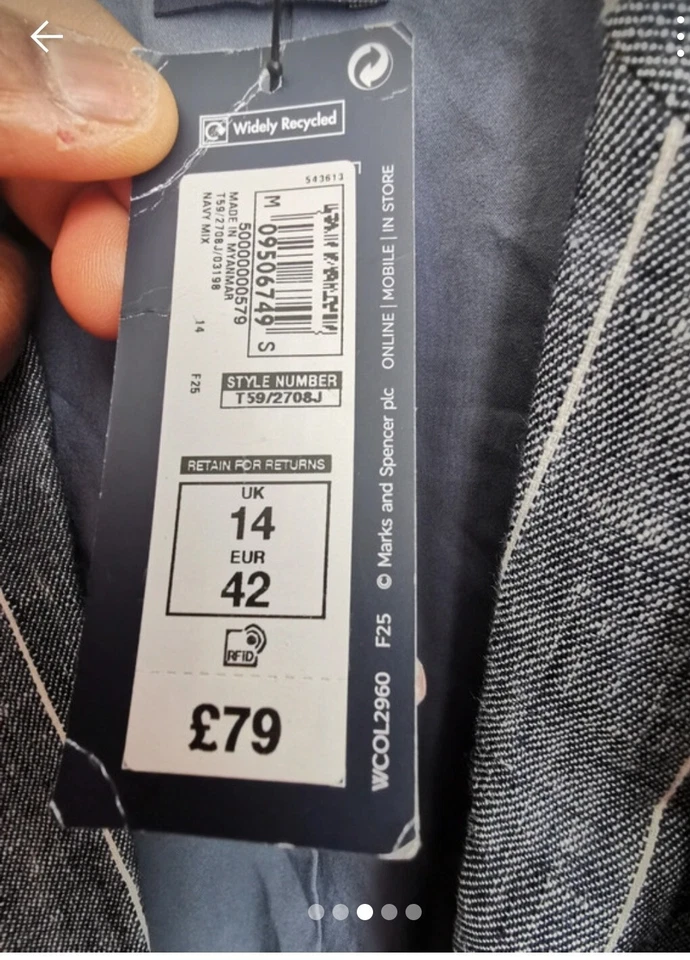 Widely Recycled
543613
M 09506749 S
50000000579
MADE IN MYANMAR
T59/2708J/03198
NAVY MIX
14
F25
STYLE NUMBER
T59/2708J
RETAIN FOR RETURNS
UK
14
EUR
42
RFID
£79
WCOL2960 F25 © Marks and Spencer plc ONLINE | MOBILE | IN STORE